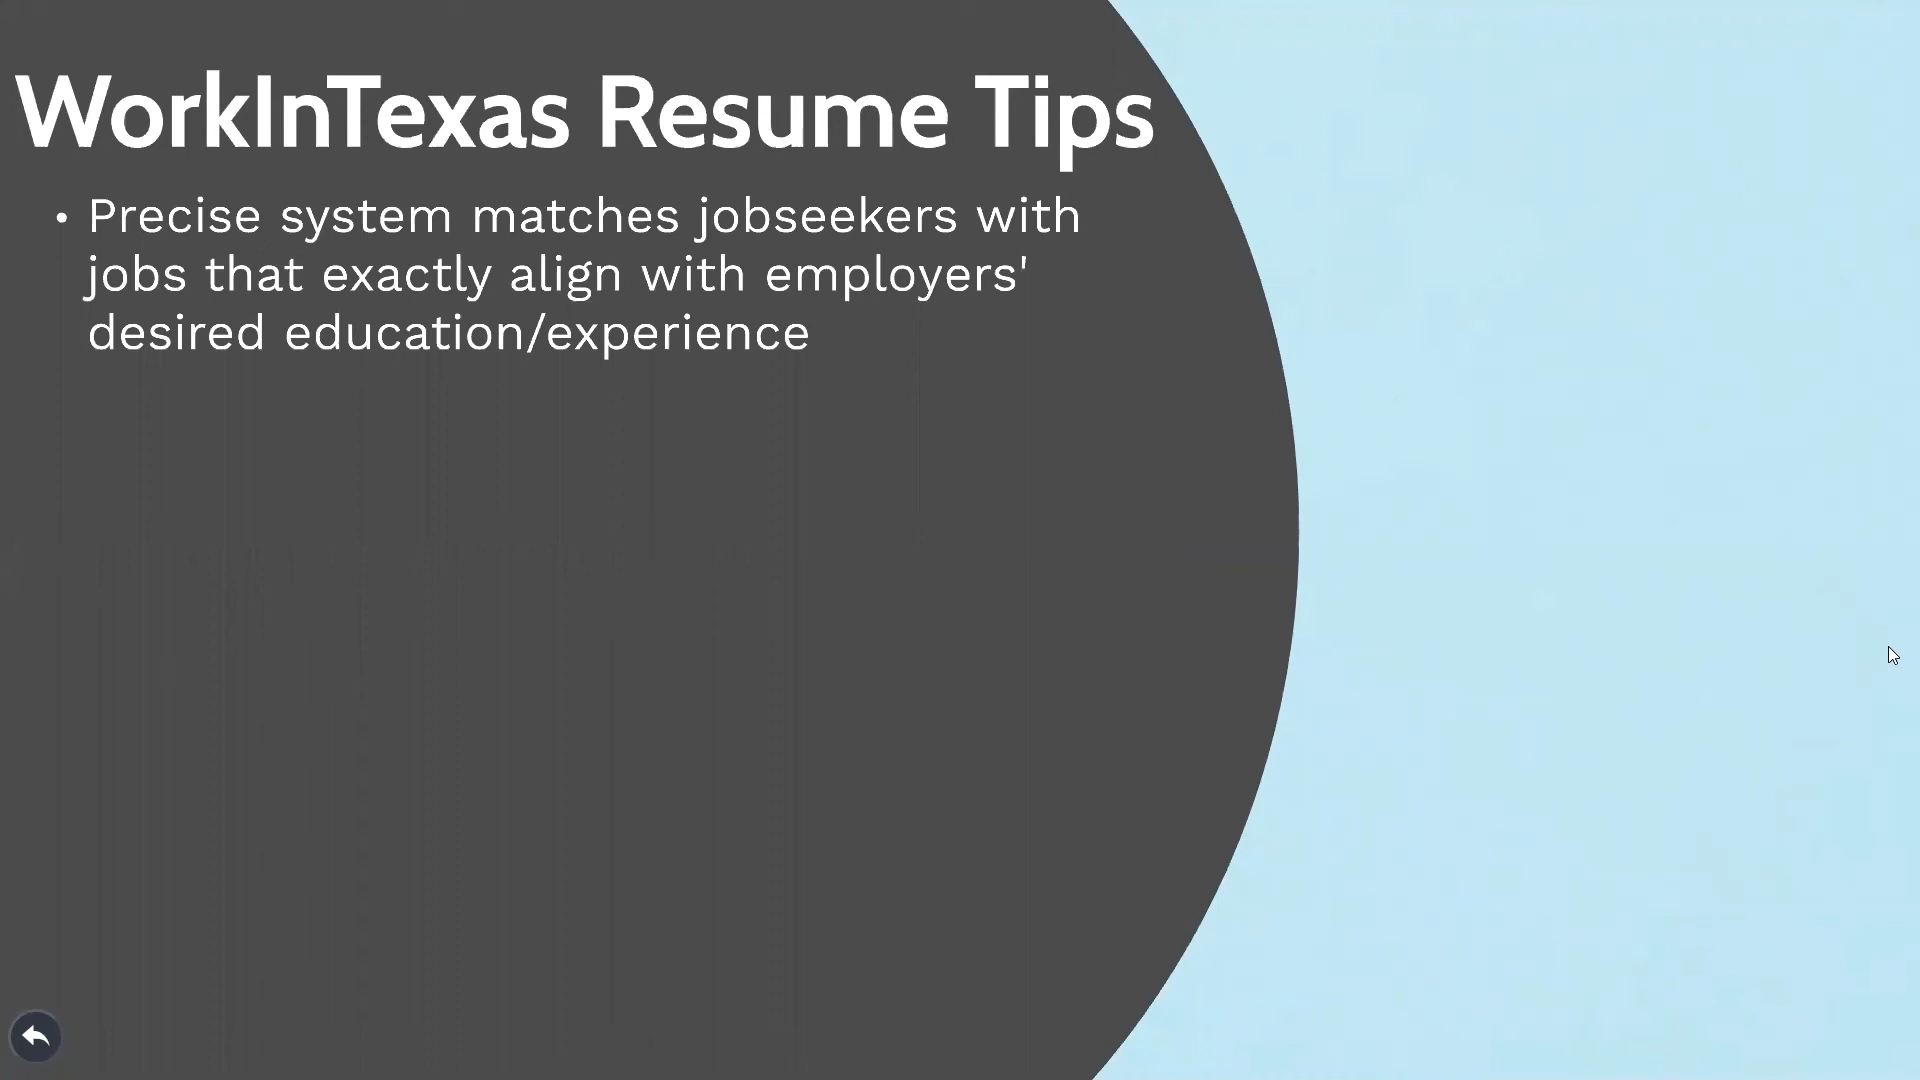 WorkInTexas Resume Tips
• Precise system matches jobseekers with
jobs that exactly align with employers'
desired education/experience